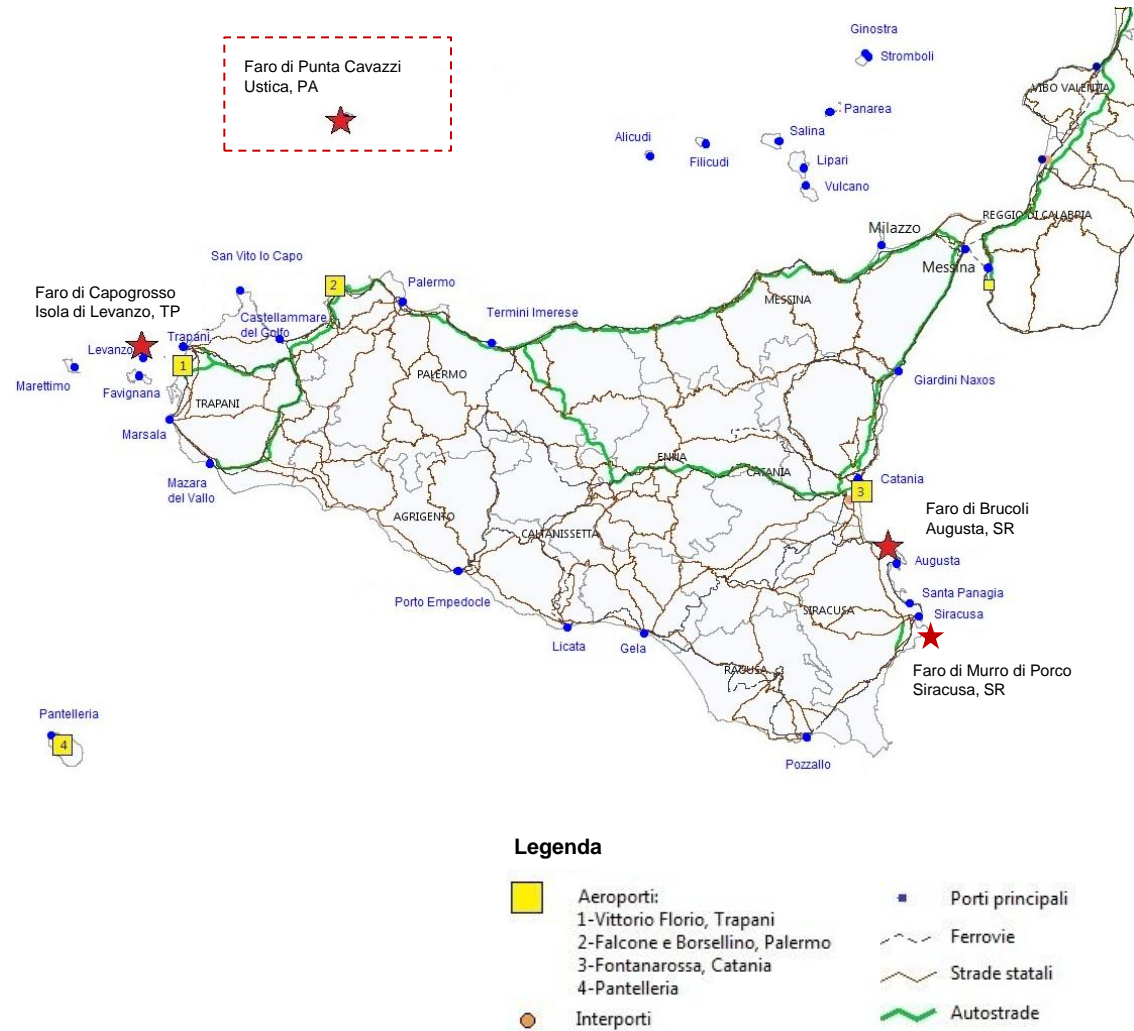 Ginostra
Stromboli
Faro di Punta Cavazzi
Ustica, PA
VIBO VALENTIA
Panarea
Alicudi
Filicudi
Salina
Lipari
Vulcano
REGGIO DI CALABRIA
Milazzo
Messina
San Vito lo Capo
2
Palermo
Faro di Capogrosso
Isola di Levanzo, TP
MESSINA
Castellammare
del Golfo
Termini Imerese
Trapani
Levanzo
1
Marettimo
Favignana
PALERMO
Giardini Naxos
TRAPANI
Marsala
ENNA
CATANIA
Catania
3
Mazara
del Vallo
Faro di Brucoli
Augusta, SR
AGRIGENTO
CALTANISSETTA
Augusta
Porto Empedocle
Santa Panagia
SIRACUSA
Siracusa
Licata
Gela
RAGUSA
Faro di Murro di Porco
Siracusa, SR
Pantelleria
4
Pozzallo
Legenda
Aeroporti:
1-Vittorio Florio, Trapani
2-Falcone e Borsellino, Palermo
3-Fontanarossa, Catania
4-Pantelleria
Interporti
Porti principali
Ferrovie
Strade statali
Autostrade